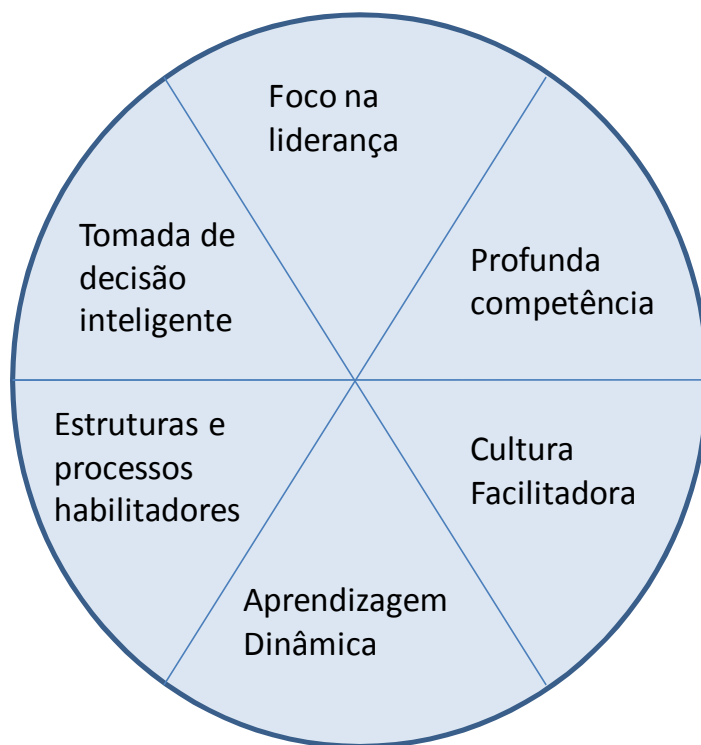 Foco na
liderança
Tomada de
decisão
inteligente
Profunda
competência
Estruturas e
processos
habilitadores
Cultura
Facilitadora
Aprendizagem
Dinâmica